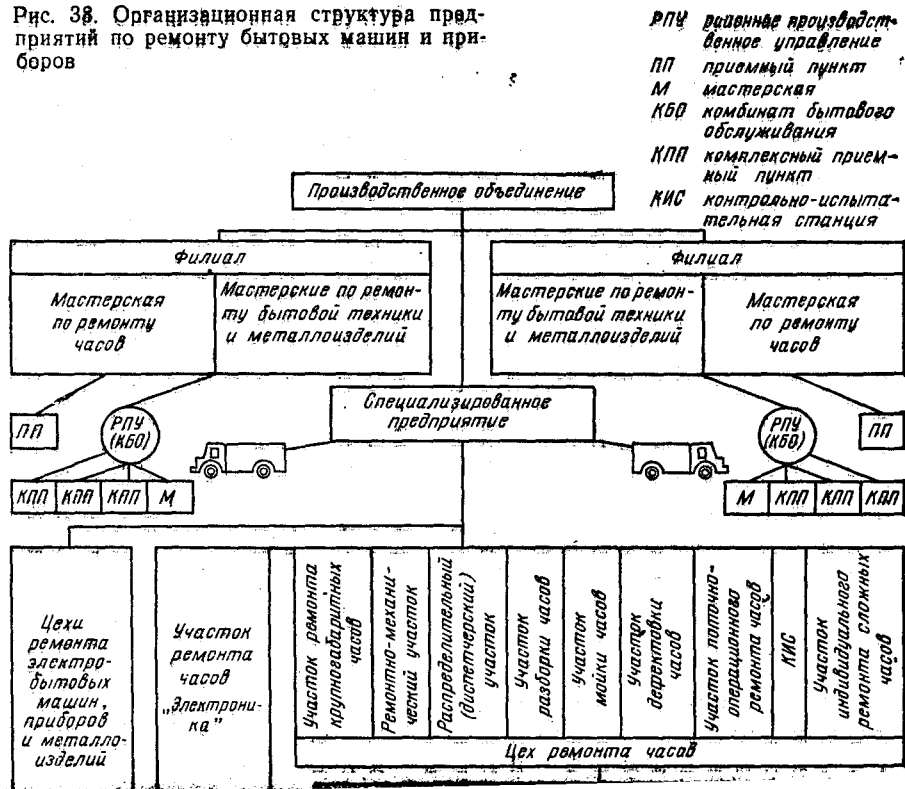 Рис. 38. Организационная структура пред-
приятий по ремонту бытовых машин и при-
боров
РПУ районное производст-
венное управление
ПП приемный пункт
М мастерская
КБО комбинат бытового
обслуживания
КПП комплексный прием-
ный пункт
КИС контрольно-испыта-
тельная станция
Производственное объединение
Филиал
Мастерская
по ремонту
часов
Мастерские по ремон-
ту бытовой техники
и металлоизделий
Филиал
Мастерские по ремон-
ту бытовой техники
и металлоизделий
Мастерская
по ремонту
часов
Специализированное
предприятие
ПП
РПУ
(КБО)
КПП
КПП
КПП
М
РПУ
(КБО)
ПП
М
КПП
КПП
КПП
Цехи
ремонта
электро-
бытовых
машин,
приборов
и металло-
изделий
Участок
ремонта
часов
„Электрони-
ка"
Участок ремонта
крупногабаритных
часов
Ремонтно-механи-
ческий участок
Распределительный
(диспетчерский)
участок
Участок
разборки часов
Участок
мойки часов
Участок
дефектовки
часов
Участок поточно-
операционного
ремонта часов
КИС
Участок
индивидуального
ремонта сложных
часов
Цех ремонта часов